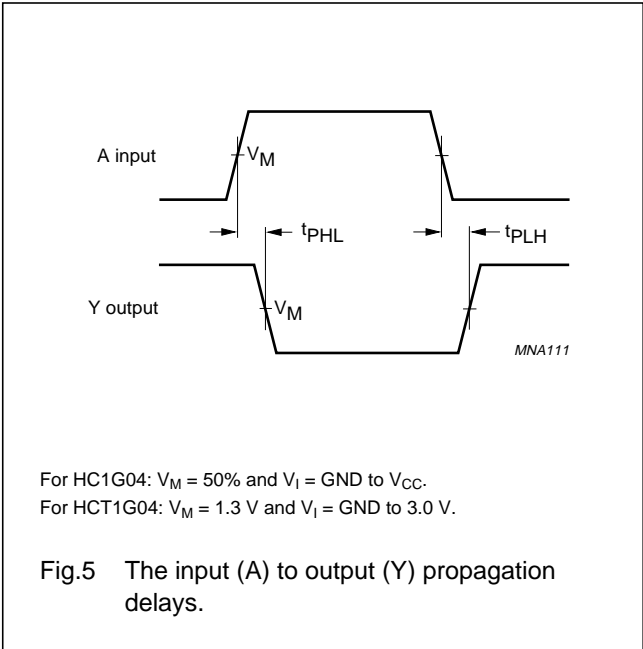 A input
V_M
t_PHL
t_PLH
Y output
V_M
MNA111
For HC1G04: V_M = 50% and V_I = GND to V_CC.
For HCT1G04: V_M = 1.3 V and V_I = GND to 3.0 V.
Fig.5 The input (A) to output (Y) propagation
delays.